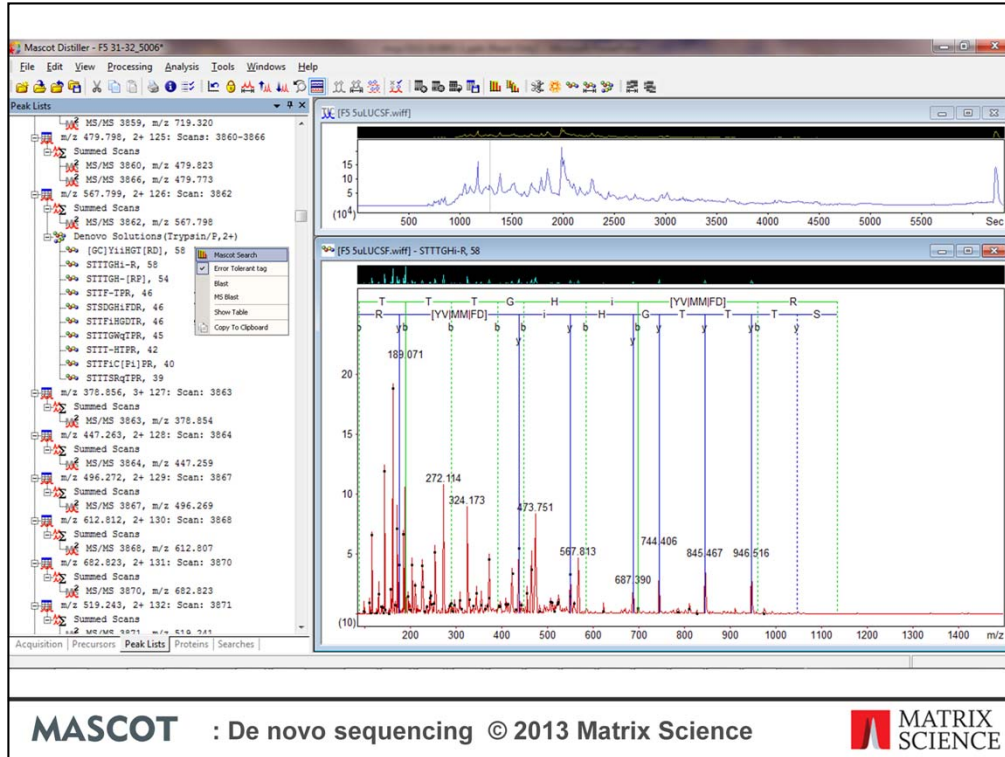 Mascot Distiller - F5 31-32_5006*
File Edit View Processing Analysis Tools Windows Help
Peak Lists
MS/MS 3859, m/z 719.320
m/z 479.798, 2+ 125: Scans: 3860-3866
Summed Scans
MS/MS 3860, m/z 479.823
MS/MS 3866, m/z 479.773
m/z 567.799, 2+ 126: Scan: 3862
Summed Scans
MS/MS 3862, m/z 567.798
Denovo Solutions(Trypsin/P,2+)
[GC]YiiHGT[RD], 58
STTTGHi-R, 58
STTTGH-[RP], 54
STTF-TPR, 46
STSDGHiFDR, 46
STTFiHGDTR, 46
STTTGWqTPR, 45
STTT-HTPR, 42
STTFiC[Pi]PR, 40
STTTSRqTPR, 39
m/z 378.856, 3+ 127: Scan: 3863
Summed Scans
MS/MS 3863, m/z 378.854
m/z 447.263, 2+ 128: Scan: 3864
Summed Scans
MS/MS 3864, m/z 447.259
m/z 496.272, 2+ 129: Scan: 3867
Summed Scans
MS/MS 3867, m/z 496.269
m/z 612.812, 2+ 130: Scan: 3868
Summed Scans
MS/MS 3868, m/z 612.807
m/z 682.823, 2+ 131: Scan: 3870
Summed Scans
MS/MS 3870, m/z 682.823
m/z 519.243, 2+ 132: Scan: 3871
Summed Scans
MS/MS 3871, m/z 519.241
Acquisition Precursors Peak Lists Proteins Searches
Mascot Search
Error Tolerant tag
Blast
MS Blast
Show Table
Copy To Clipboard
[F5 5uLUCSF.wiff]
15
10
5
(10⁴)
500 1000 1500 2000 2500 3000 3500 4000 4500 5000 5500 Sec
[F5 5uLUCSF.wiff] - STTTGHi-R, 58
T T T G H i [YV|MM|FD] R
R [YV|MM|FD] i H G T T T S
b y b b y b b y b y b y y y b y
189.071
20
15
272.114
324.173
10
473.751
567.813
744.406
845.467
946.516
687.390
5
(10)
200 300 400 500 600 700 800 900 1000 1100 1200 1300 1400 m/z
MASCOT : De novo sequencing © 2013 Matrix Science
MATRIX
SCIENCE